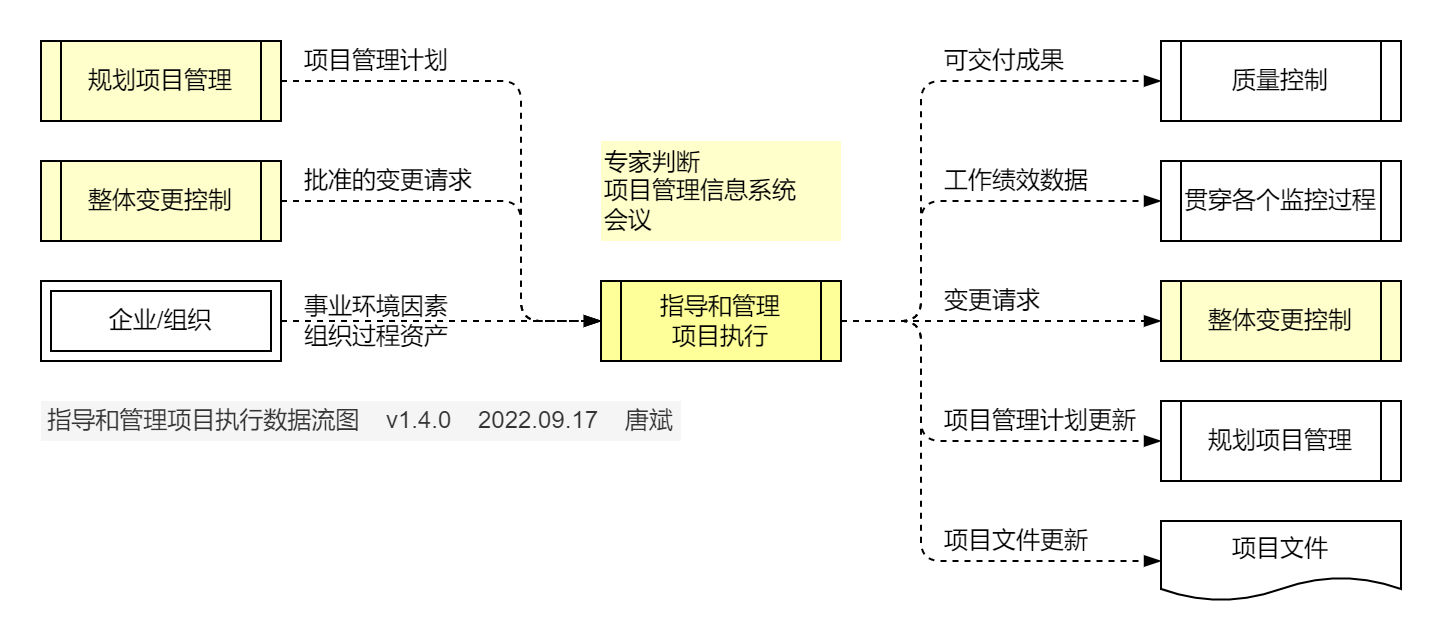 规划项目管理
项目管理计划
整体变更控制
批准的变更请求
企业/组织
事业环境因素
组织过程资产
专家判断
项目管理信息系统
会议
指导和管理
项目执行
可交付成果
质量控制
工作绩效数据
贯穿各个监控过程
变更请求
整体变更控制
项目管理计划更新
规划项目管理
项目文件更新
项目文件
指导和管理项目执行数据流图 v1.4.0 2022.09.17 唐斌